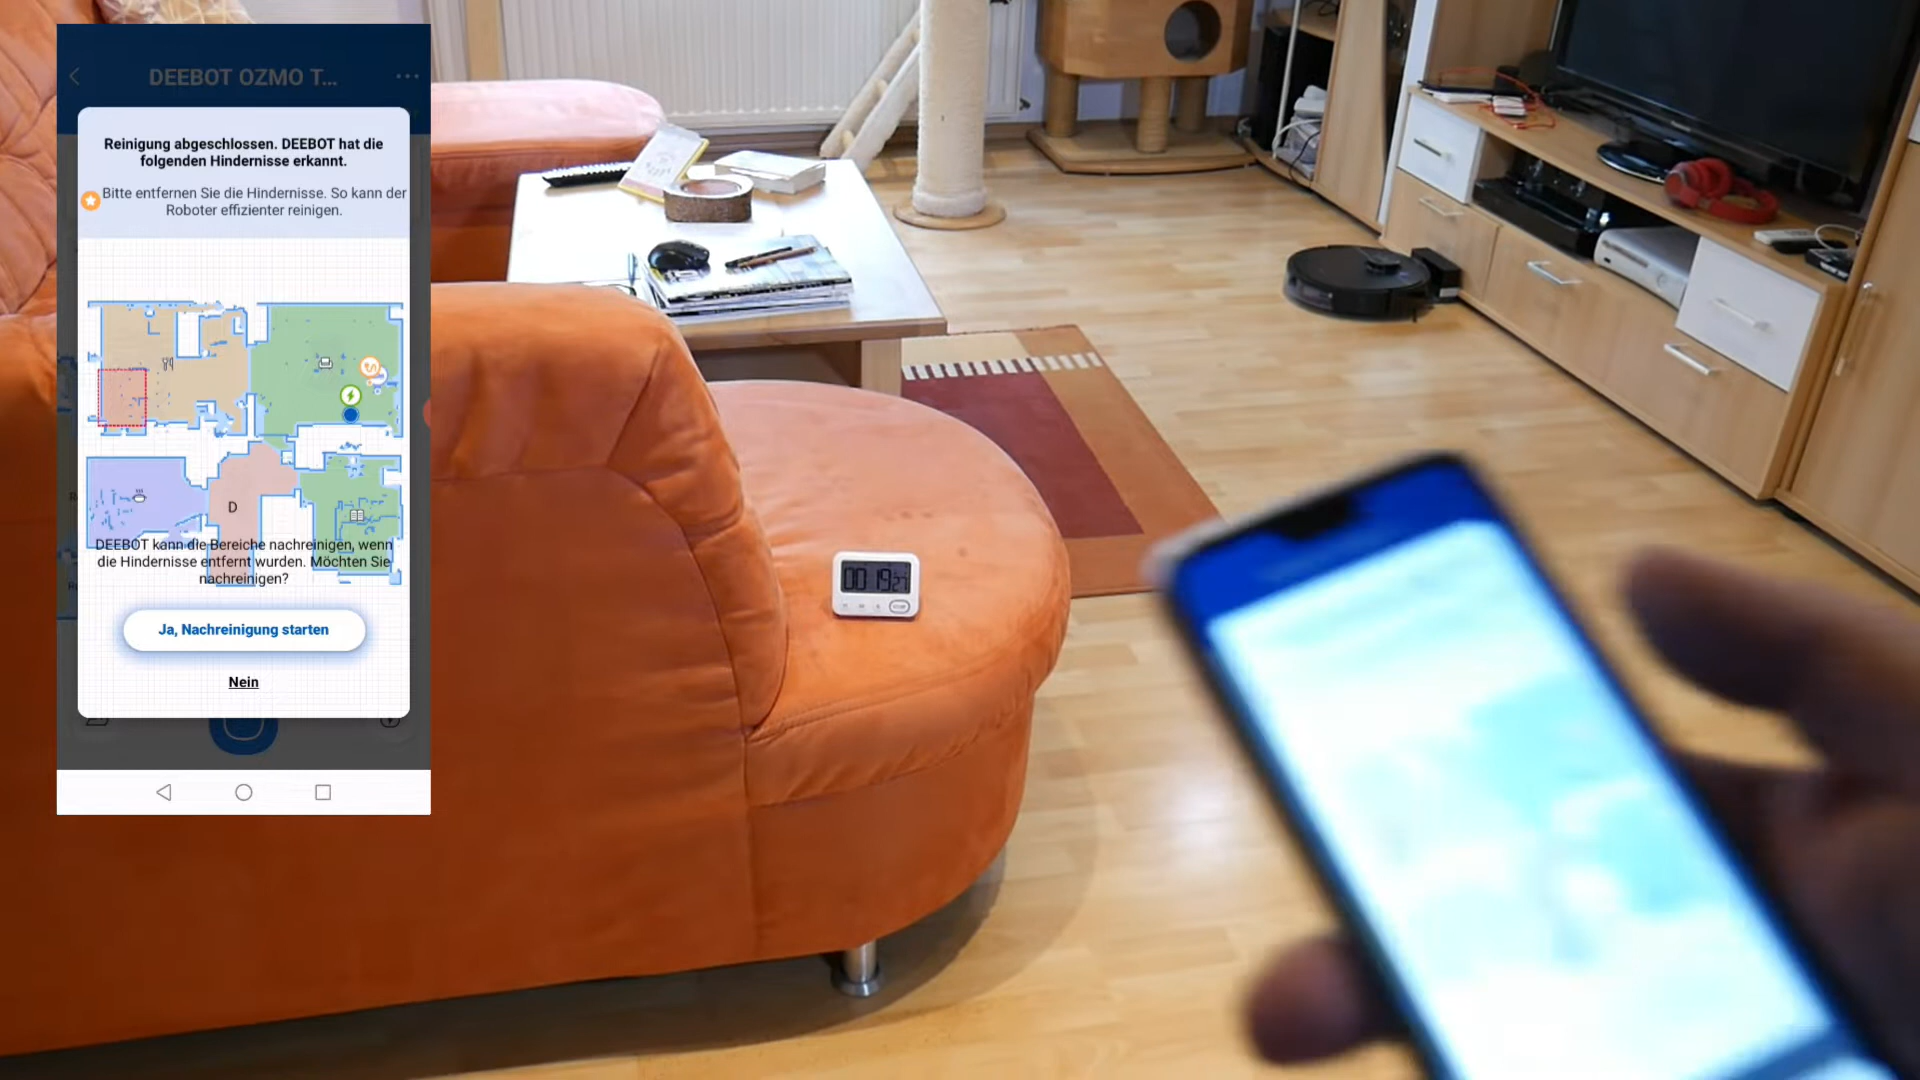 DEEBOT OZMO T...
Reinigung abgeschlossen. DEEBOT hat die
folgenden Hindernisse erkannt.
Bitte entfernen Sie die Hindernisse. So kann der
Roboter effizienter reinigen.
D
DEEBOT kann die Bereiche nachreinigen, wenn
die Hindernisse entfernt wurden. Möchten Sie
nachreinigen?
Ja, Nachreinigung starten
Nein
00 19 27